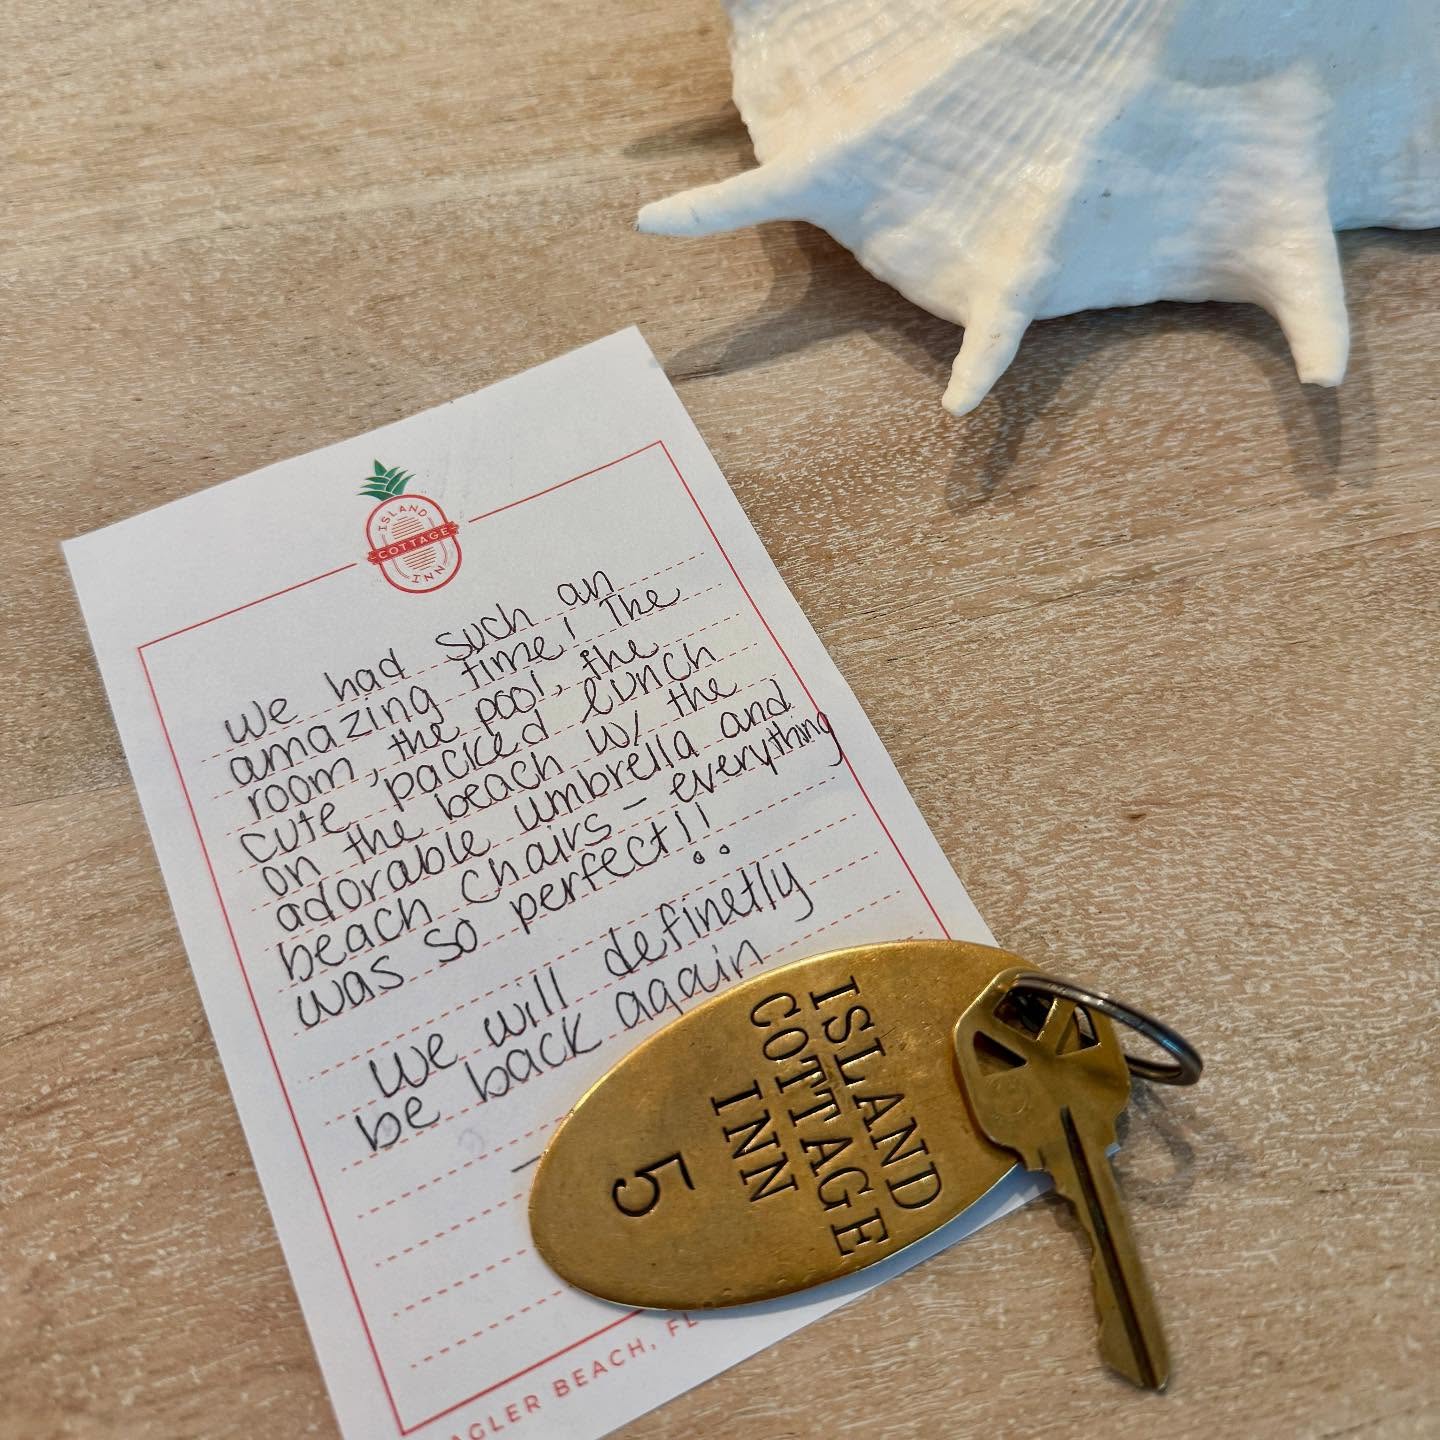 ISLAND
COTTAGE
INN
We had such an
amazing time! The
room, the pool, the
cute packed lunch
on the beach w/ the
adorable umbrella and
beach chairs - everything
was so perfect!!
We will definetly
be back again
ISLAND
COTTAGE
INN
5
AGLER BEACH, FL